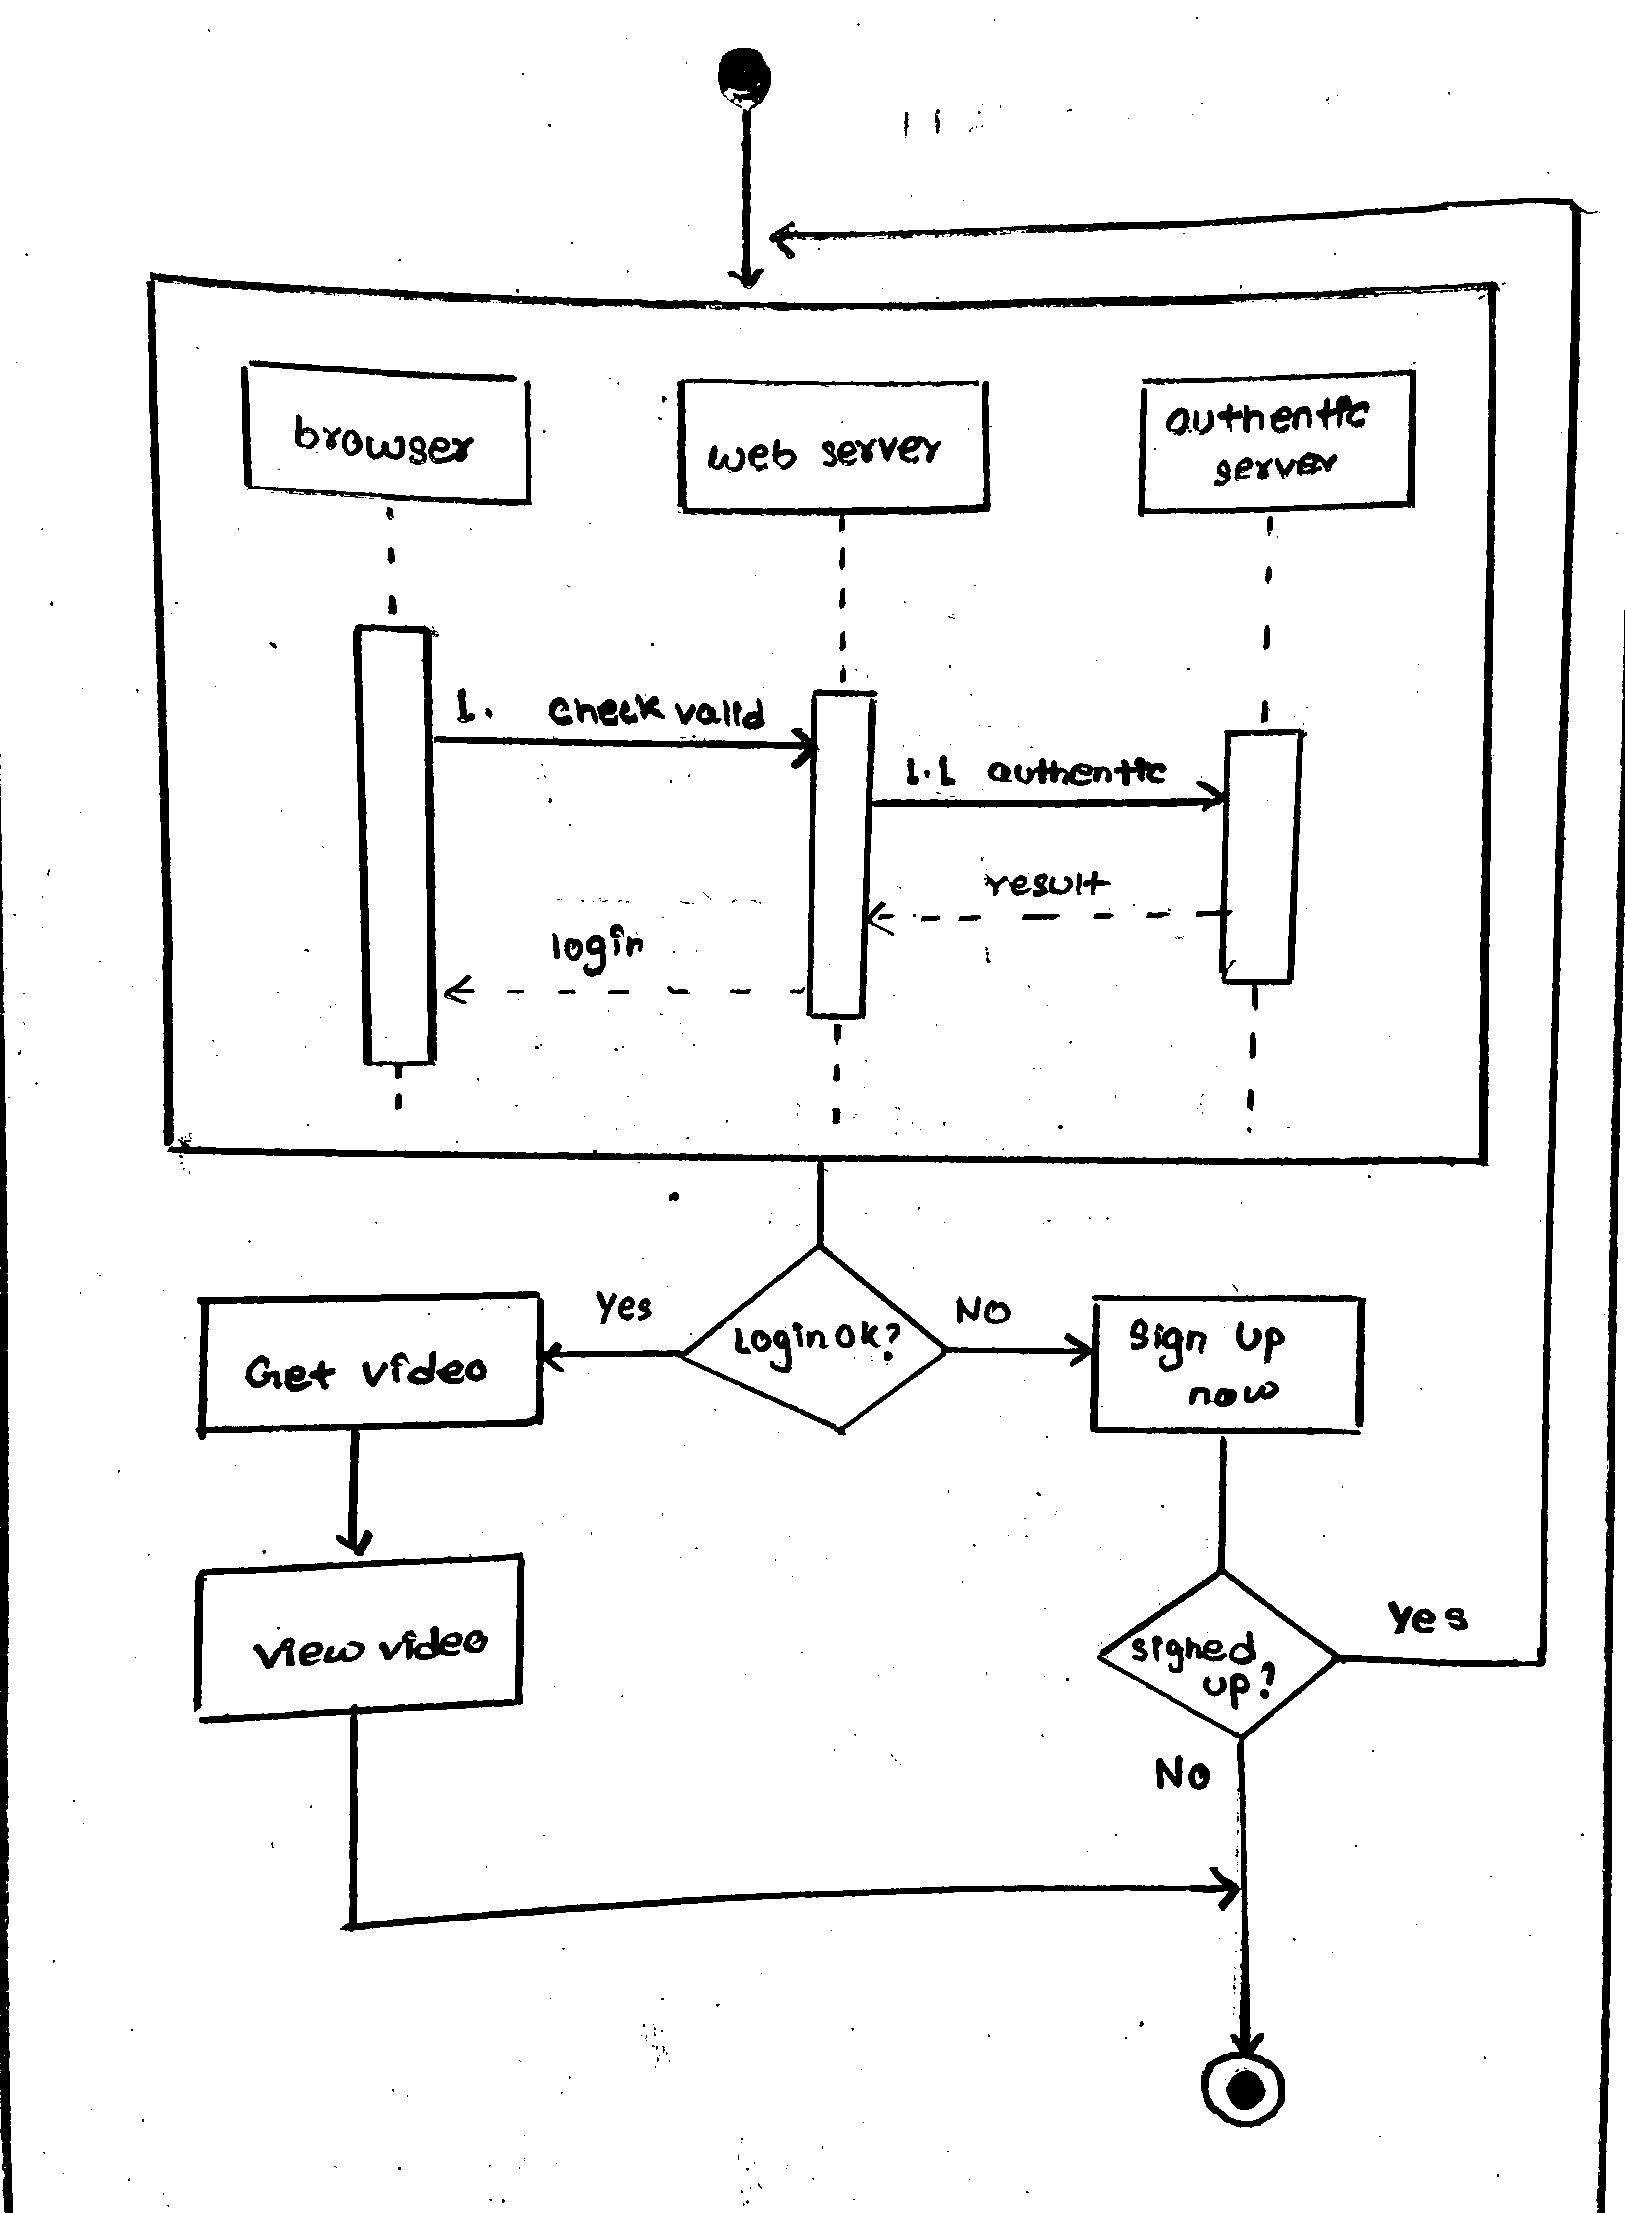 browser
web server
authentic
server
1. check valid
1.1 authentic
result
login
Yes
Login OK?
NO
Get video
Sign Up
now
view video
signed
up?
Yes
No